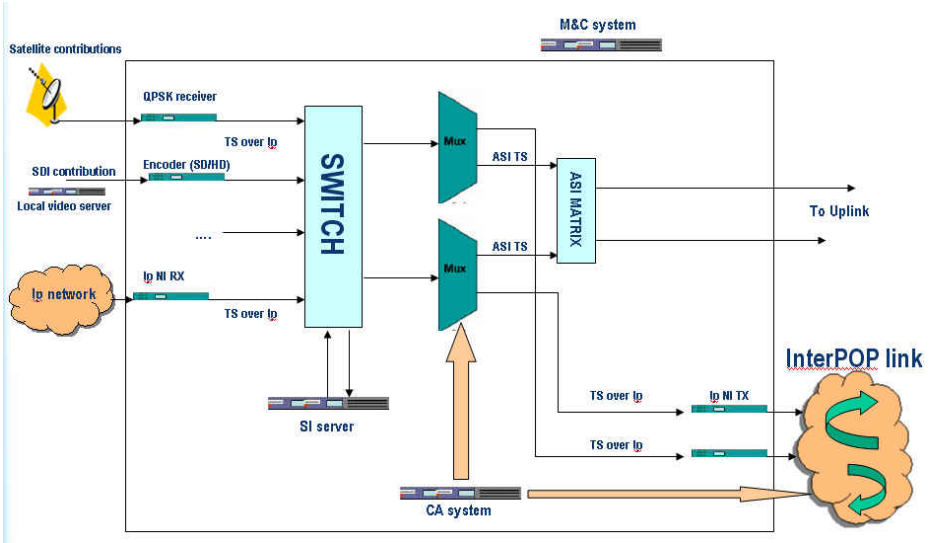 M&C system
Satellite contributions
QPSK receiver
TS over Ip
SDI contribution
Encoder (SD/HD)
Local video server
....
Ip network
Ip NI RX
TS over Ip
SWITCH
Mux
ASI TS
Mux
ASI TS
ASI MATRIX
To Uplink
InterPOP link
SI server
TS over Ip
Ip NI TX
TS over Ip
CA system